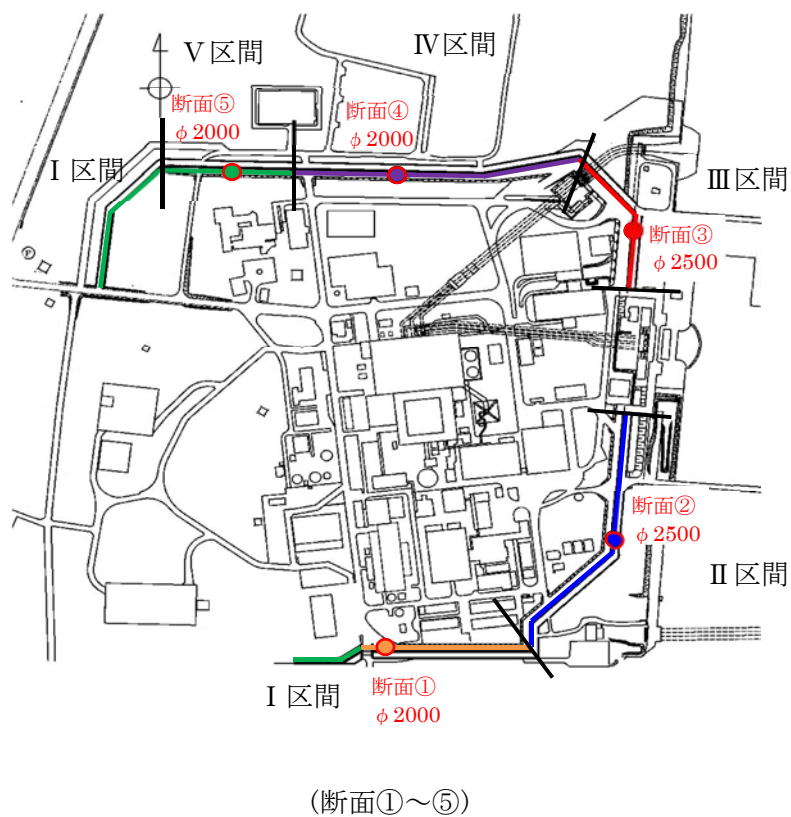 Ⅴ区間
Ⅳ区間
断面⑤
φ2000
断面④
φ2000
Ⅰ区間
Ⅲ区間
断面③
φ2500
断面②
φ2500
Ⅱ区間
Ⅰ区間
断面①
φ2000
(断面①～⑤)